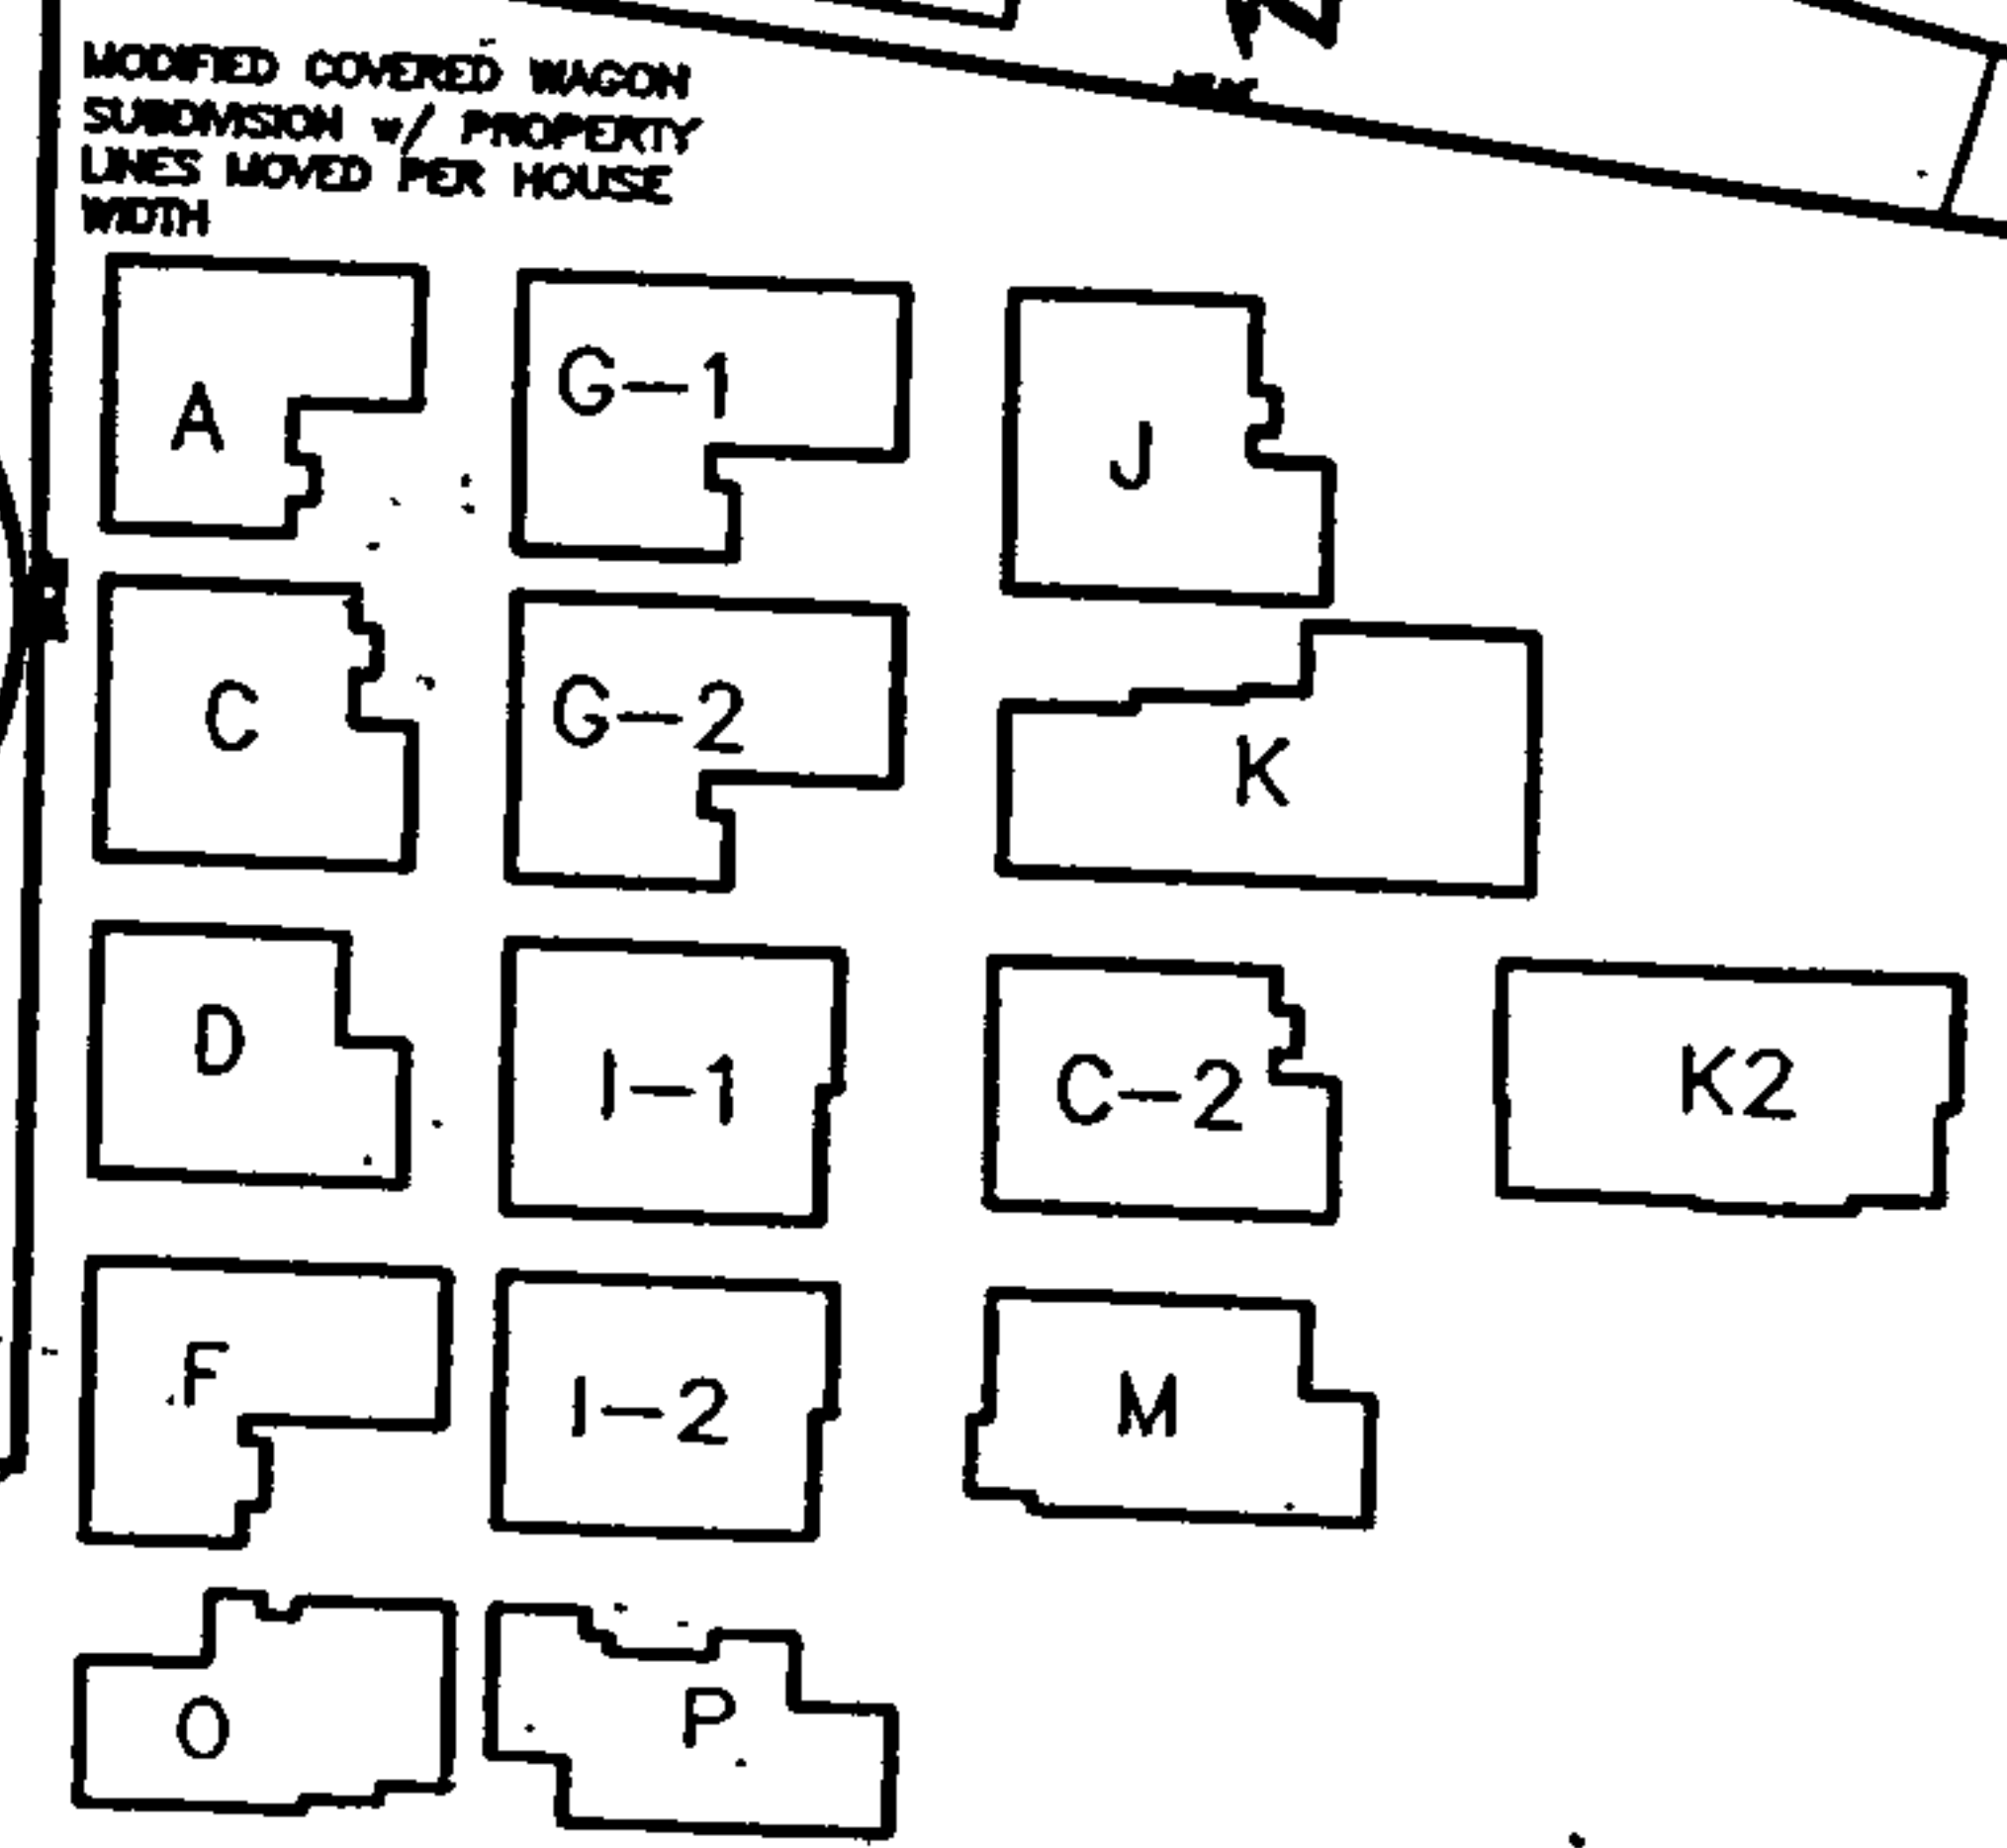 MODIFIED COVERED WAGON
SUBDIVISION w/ PROPERTY
LINES MOVED PER HOUSE
WIDTH
A
G-1
J
C
G-2
K
D
I-1
C-2
K2
F
I-2
M
O
P